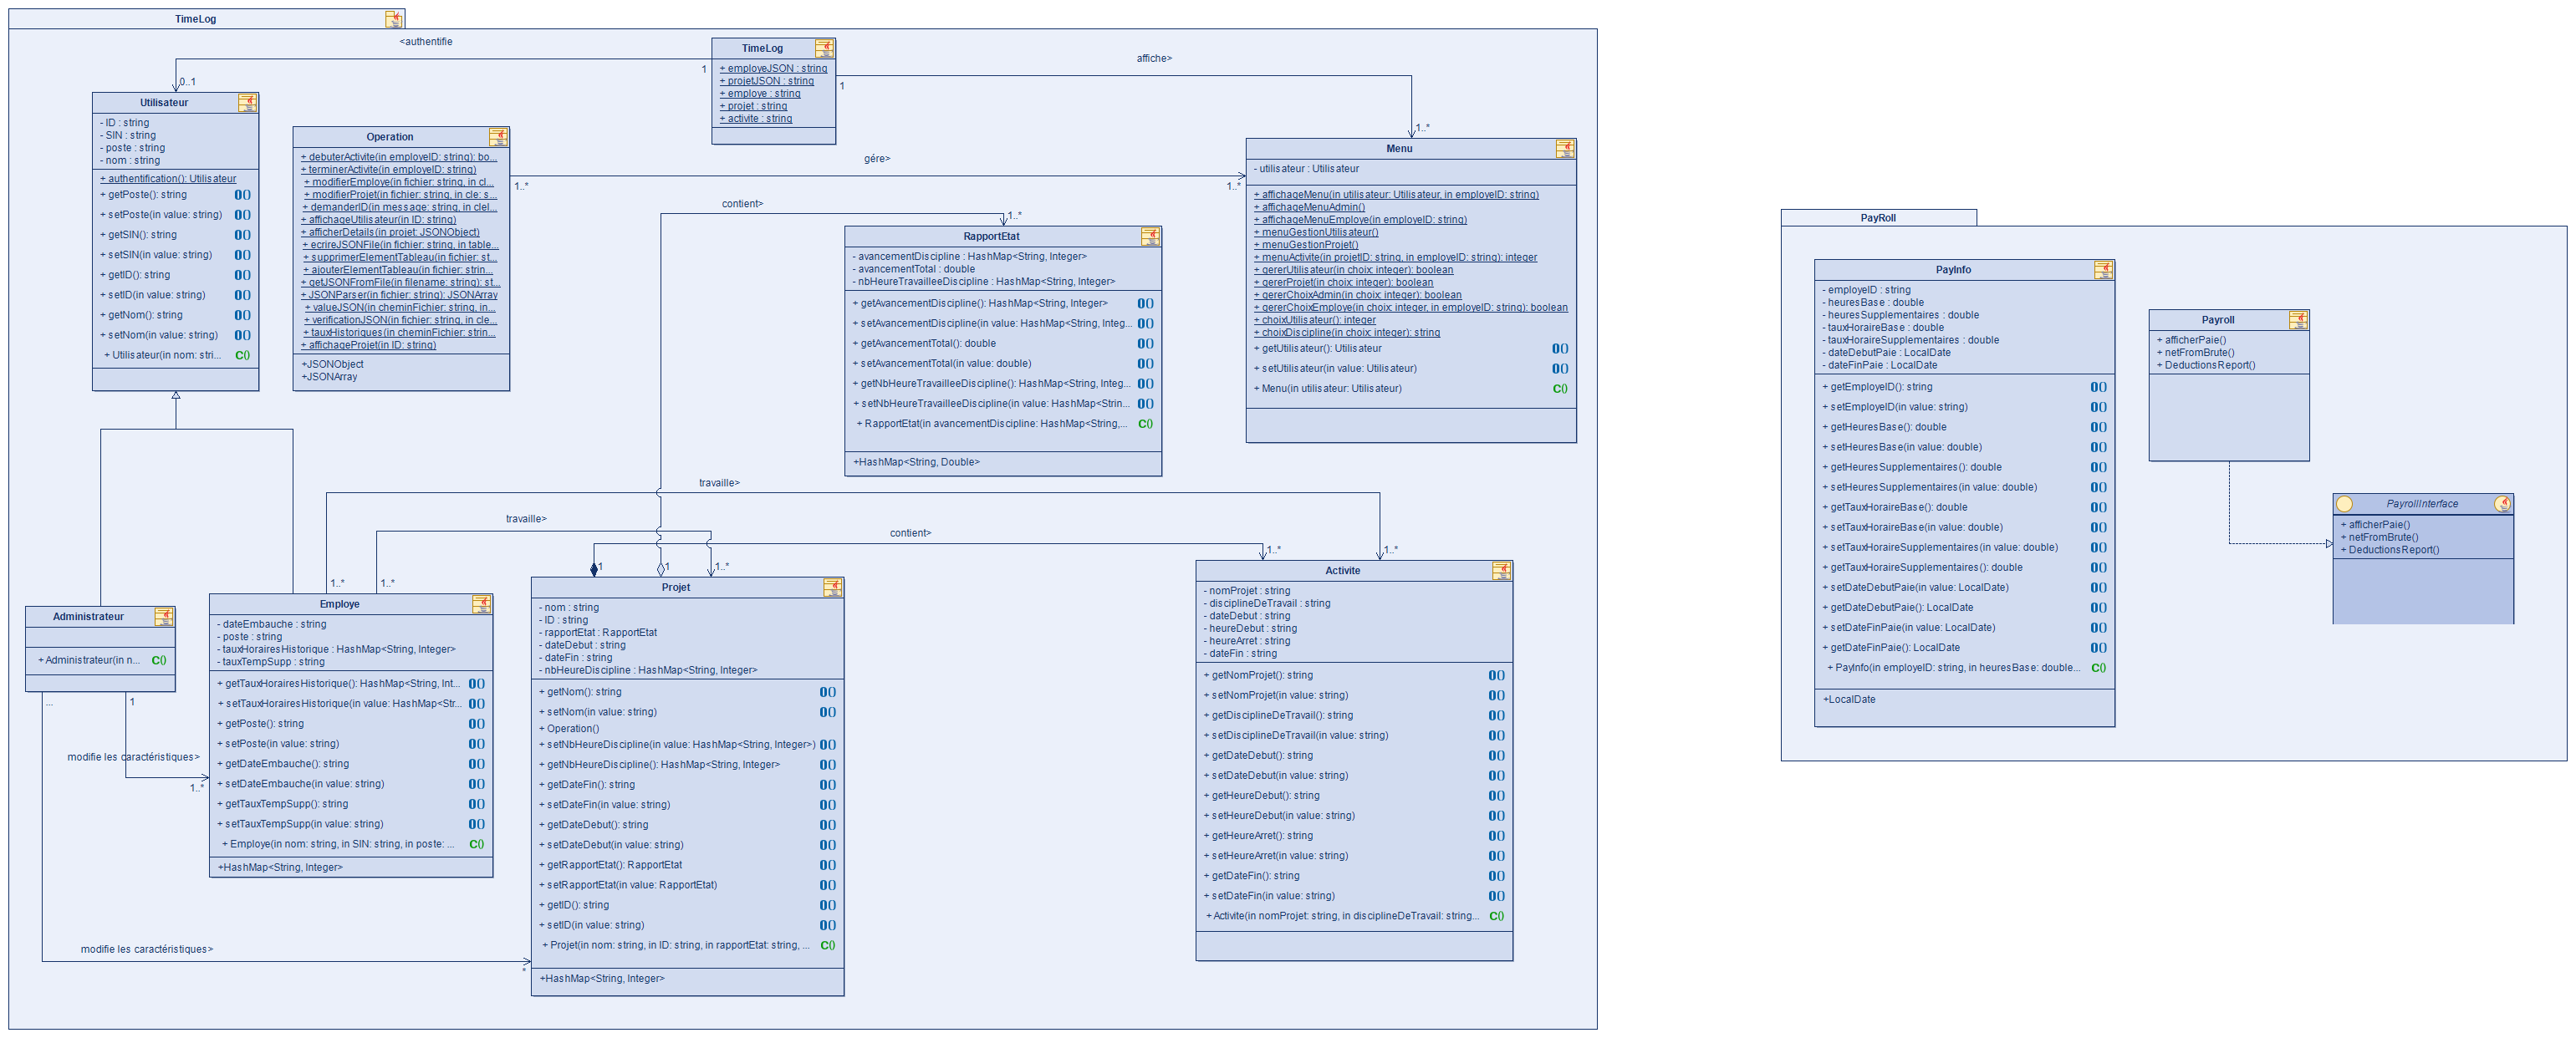 TimeLog
<authentifie
1
0..1
TimeLog
+ employeJSON : string
+ projetJSON : string
+ employe : string
+ projet : string
+ activite : string
affiche>
1
1..*
Utilisateur
- ID : string
- SIN : string
- poste : string
- nom : string
+ authentification(): Utilisateur
+ getPoste(): string
+ setPoste(in value: string)
+ getSIN(): string
+ setSIN(in value: string)
+ getID(): string
+ setID(in value: string)
+ getNom(): string
+ setNom(in value: string)
+ Utilisateur(in nom: stri... C()
Operation
+ debuterActivite(in employeID: string): bo...
+ terminerActivite(in employeID: string)
+ modifierEmploye(in fichier: string, in cl...
+ modifierProjet(in fichier: string, in cle: s...
+ demanderID(in message: string, in cleI...
+ affichageUtilisateur(in ID: string)
+ afficherDetails(in projet: JSONObject)
+ ecrireJSONFile(in fichier: string, in table...
+ supprimerElementTableau(in fichier: st...
+ ajouterElementTableau(in fichier: strin...
+ getJSONFromFile(in filename: string): st...
+ JSONParser(in fichier: string): JSONArray
+ valueJSON(in cheminFichier: string, in...
+ verificationJSON(in fichier: string, in cle...
+ tauxHistoriques(in cheminFichier: strin...
+ affichageProjet(in ID: string)
+JSONObject
+JSONArray
gére>
1..*
1..*
Menu
- utilisateur : Utilisateur
+ affichageMenu(in utilisateur: Utilisateur, in employeID: string)
+ affichageMenuAdmin()
+ affichageMenuEmploye(in employeID: string)
+ menuGestionUtilisateur()
+ menuGestionProjet()
+ menuActivite(in projetID: string, in employeID: string): integer
+ gererUtilisateur(in choix: integer): boolean
+ gererProjet(in choix: integer): boolean
+ gererChoixAdmin(in choix: integer): boolean
+ gererChoixEmploye(in choix: integer, in employeID: string): boolean
+ choixUtilisateur(): integer
+ choixDiscipline(in choix: integer): string
+ getUtilisateur(): Utilisateur
+ setUtilisateur(in value: Utilisateur)
+ Menu(in utilisateur: Utilisateur) C()
contient>
1..*
RapportEtat
- avancementDiscipline : HashMap<String, Integer>
- avancementTotal : double
- nbHeureTravailleeDiscipline : HashMap<String, Integer>
+ getAvancementDiscipline(): HashMap<String, Integer>
+ setAvancementDiscipline(in value: HashMap<String, Integ...
+ getAvancementTotal(): double
+ setAvancementTotal(in value: double)
+ getNbHeureTravailleeDiscipline(): HashMap<String, Integ...
+ setNbHeureTravailleeDiscipline(in value: HashMap<Strin...
+ RapportEtat(in avancementDiscipline: HashMap<String,... C()
+HashMap<String, Double>
travaille>
travaille>
contient>
1..*
1..*
1
1
1..*
1..*
1..*
Administrateur
+ Administrateur(in n... C()
...
1
modifie les caractéristiques>
1..*
modifie les caractéristiques>
*
Employe
- dateEmbauche : string
- poste : string
- tauxHorairesHistorique : HashMap<String, Integer>
- tauxTempSupp : string
+ getTauxHorairesHistorique(): HashMap<String, Int...
+ setTauxHorairesHistorique(in value: HashMap<Str...
+ getPoste(): string
+ setPoste(in value: string)
+ getDateEmbauche(): string
+ setDateEmbauche(in value: string)
+ getTauxTempSupp(): string
+ setTauxTempSupp(in value: string)
+ Employe(in nom: string, in SIN: string, in poste: ... C()
+HashMap<String, Integer>
Projet
- nom : string
- ID : string
- rapportEtat : RapportEtat
- dateDebut : string
- dateFin : string
- nbHeureDiscipline : HashMap<String, Integer>
+ getNom(): string
+ setNom(in value: string)
+ Operation()
+ setNbHeureDiscipline(in value: HashMap<String, Integer>)
+ getNbHeureDiscipline(): HashMap<String, Integer>
+ getDateFin(): string
+ setDateFin(in value: string)
+ getDateDebut(): string
+ setDateDebut(in value: string)
+ getRapportEtat(): RapportEtat
+ setRapportEtat(in value: RapportEtat)
+ getID(): string
+ setID(in value: string)
+ Projet(in nom: string, in ID: string, in rapportEtat: string, ... C()
+HashMap<String, Integer>
Activite
- nomProjet : string
- disciplineDeTravail : string
- dateDebut : string
- heureDebut : string
- heureArret : string
- dateFin : string
+ getNomProjet(): string
+ setNomProjet(in value: string)
+ getDisciplineDeTravail(): string
+ setDisciplineDeTravail(in value: string)
+ getDateDebut(): string
+ setDateDebut(in value: string)
+ getHeureDebut(): string
+ setHeureDebut(in value: string)
+ getHeureArret(): string
+ setHeureArret(in value: string)
+ getDateFin(): string
+ setDateFin(in value: string)
+ Activite(in nomProjet: string, in disciplineDeTravail: string... C()
PayRoll
PayInfo
- employeID : string
- heuresBase : double
- heuresSupplementaires : double
- tauxHoraireBase : double
- tauxHoraireSupplementaires : double
- dateDebutPaie : LocalDate
- dateFinPaie : LocalDate
+ getEmployeID(): string
+ setEmployeID(in value: string)
+ getHeuresBase(): double
+ setHeuresBase(in value: double)
+ getHeuresSupplementaires(): double
+ setHeuresSupplementaires(in value: double)
+ getTauxHoraireBase(): double
+ setTauxHoraireBase(in value: double)
+ setTauxHoraireSupplementaires(in value: double)
+ getTauxHoraireSupplementaires(): double
+ setDateDebutPaie(in value: LocalDate)
+ getDateDebutPaie(): LocalDate
+ setDateFinPaie(in value: LocalDate)
+ getDateFinPaie(): LocalDate
+ PayInfo(in employeID: string, in heuresBase: double... C()
+LocalDate
Payroll
+ afficherPaie()
+ netFromBrute()
+ DeductionsReport()
PayrollInterface
+ afficherPaie()
+ netFromBrute()
+ DeductionsReport()